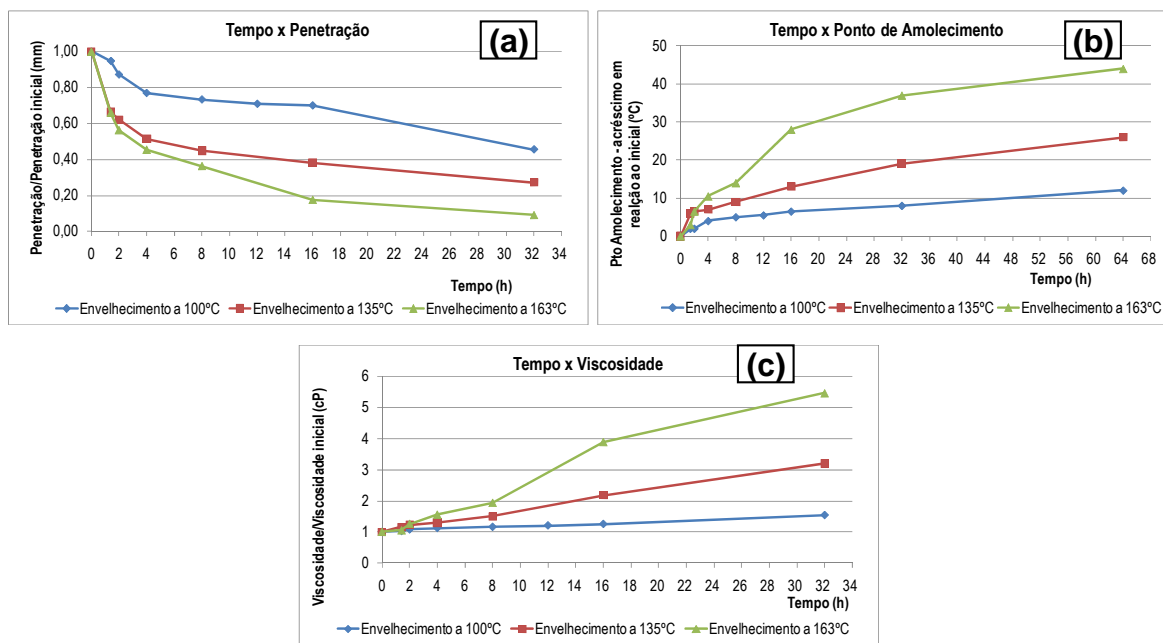 Tempo x Penetração
(a)
Penetração/Penetração inicial (mm)
1,00
0,80
0,60
0,40
0,20
0,00
0 2 4 6 8 10 12 14 16 18 20 22 24 26 28 30 32 34
Tempo (h)
Envelhecimento a 100ºC Envelhecimento a 135ºC Envelhecimento a 163ºC
Tempo x Ponto de Amolecimento
(b)
Pto Amolecimento - acréscimo em
realção ao inicial (ºC)
50
40
30
20
10
0
0 4 8 12 16 20 24 28 32 36 40 44 48 52 56 60 64 68
Tempo (h)
Envelhecimento a 100ºC Envelhecimento a 135ºC Envelhecimento a 163ºC
Tempo x Viscosidade
(c)
Viscosidade/Viscosidade inicial (cP)
6
5
4
3
2
1
0
0 2 4 6 8 10 12 14 16 18 20 22 24 26 28 30 32 34
Tempo (h)
Envelhecimento a 100ºC Envelhecimento a 135ºC Envelhecimento a 163ºC